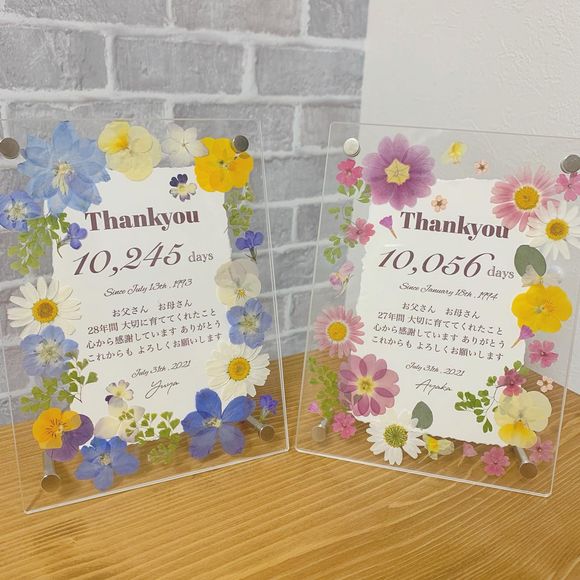 Thankyou
10,245 days
Since July 13th, 1993
お父さん　お母さん
28年間 大切に育ててくれたこと
心から感謝しています ありがとう
これからも よろしくお願いします
July 31th, 2021
Yuya
Thankyou
10,056 days
Since January 18th, 1994
お父さん　お母さん
27年間 大切に育ててくれたこと
心から感謝しています ありがとう
これからも よろしくお願いします
July 31th, 2021
Ayaka